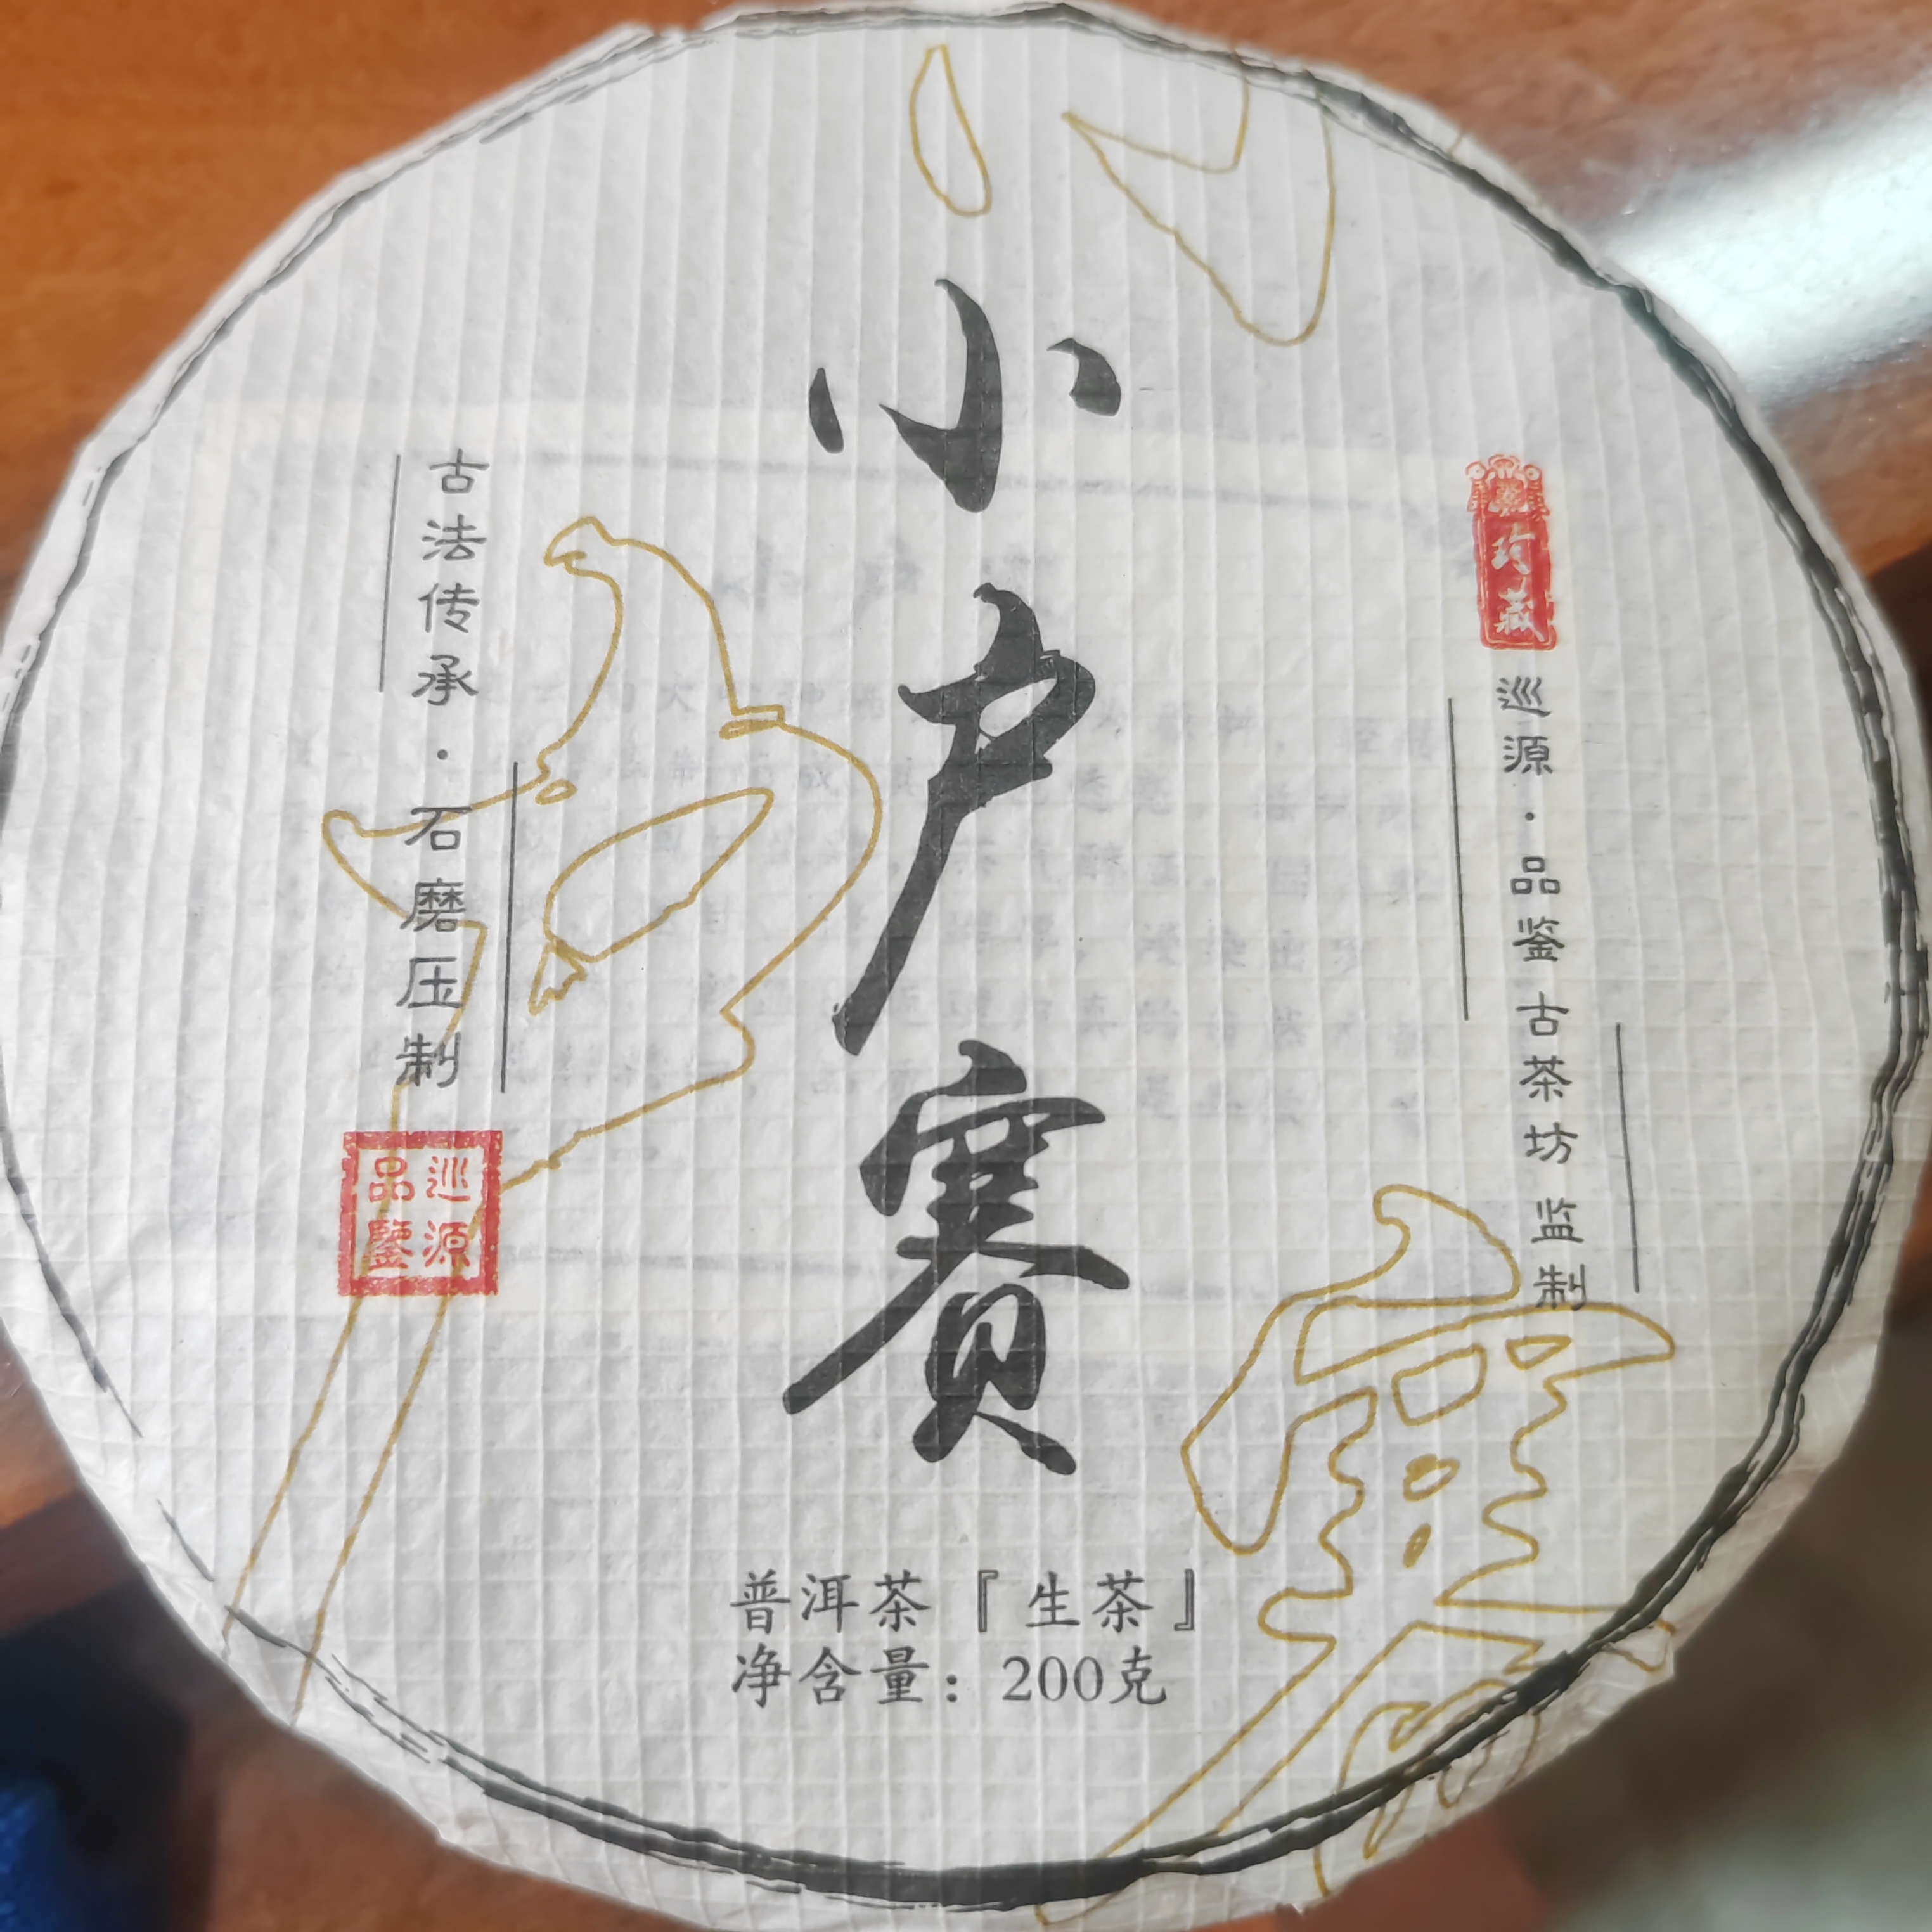 珍藏
巡源·品鉴古茶坊 监制
小户赛
古法传承·石磨压制
巡源
品鑒
普洱茶『生茶』
净含量：200克